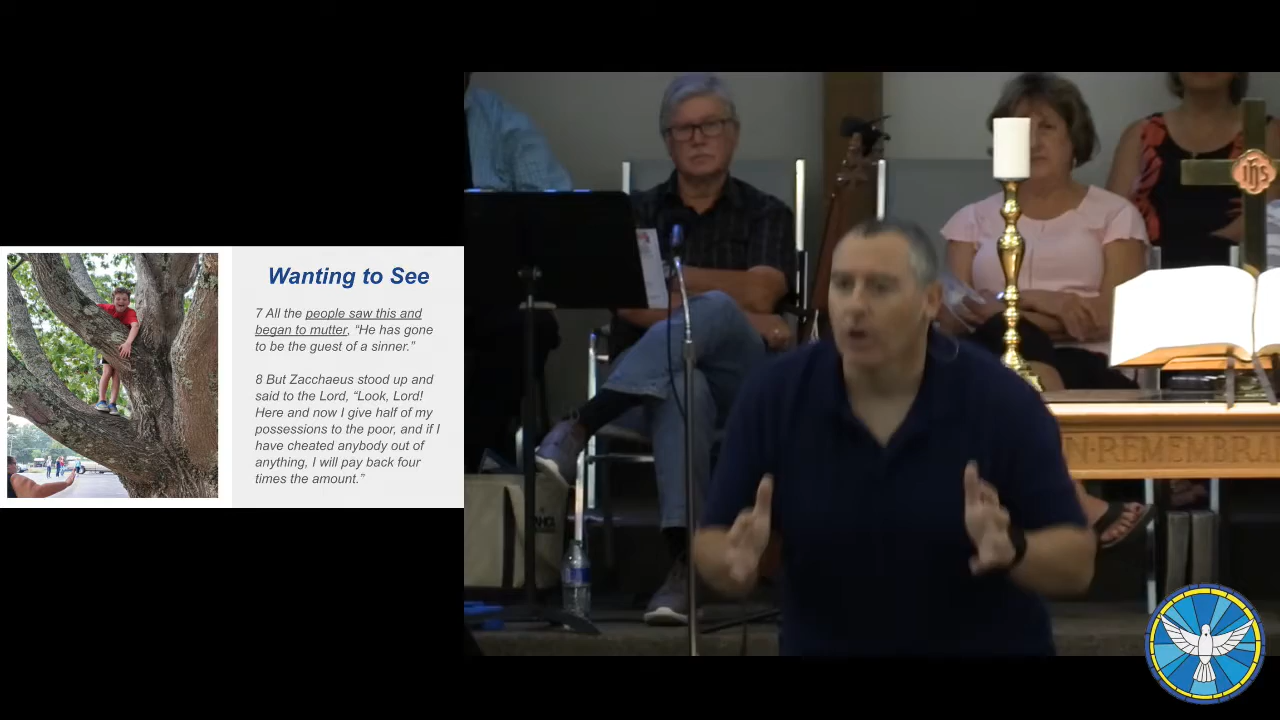 Wanting to See
7 All the people saw this and
began to mutter, “He has gone
to be the guest of a sinner.”
8 But Zacchaeus stood up and
said to the Lord, “Look, Lord!
Here and now I give half of my
possessions to the poor, and if I
have cheated anybody out of
anything, I will pay back four
times the amount.”
ihs
IN·REMEMBRA